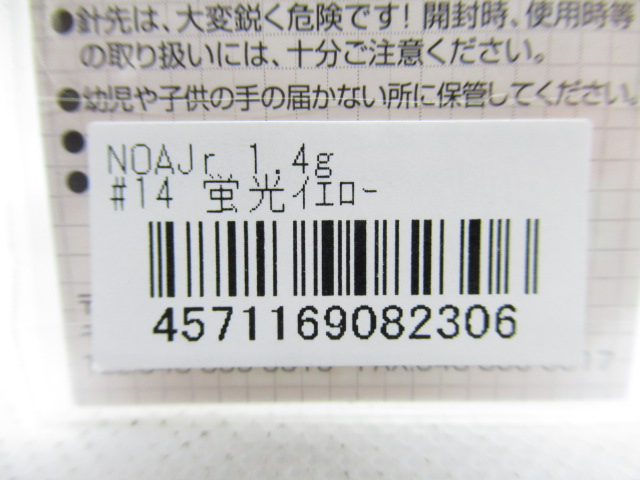 ●針先は、大変鋭く危険です！開封時、使用時等
の取り扱いには、十分ご注意ください。
●幼児や子供の手の届かない所に保管してください。
●
●
NOAJr 1.4g
#14 蛍光イエロー
4571169082306